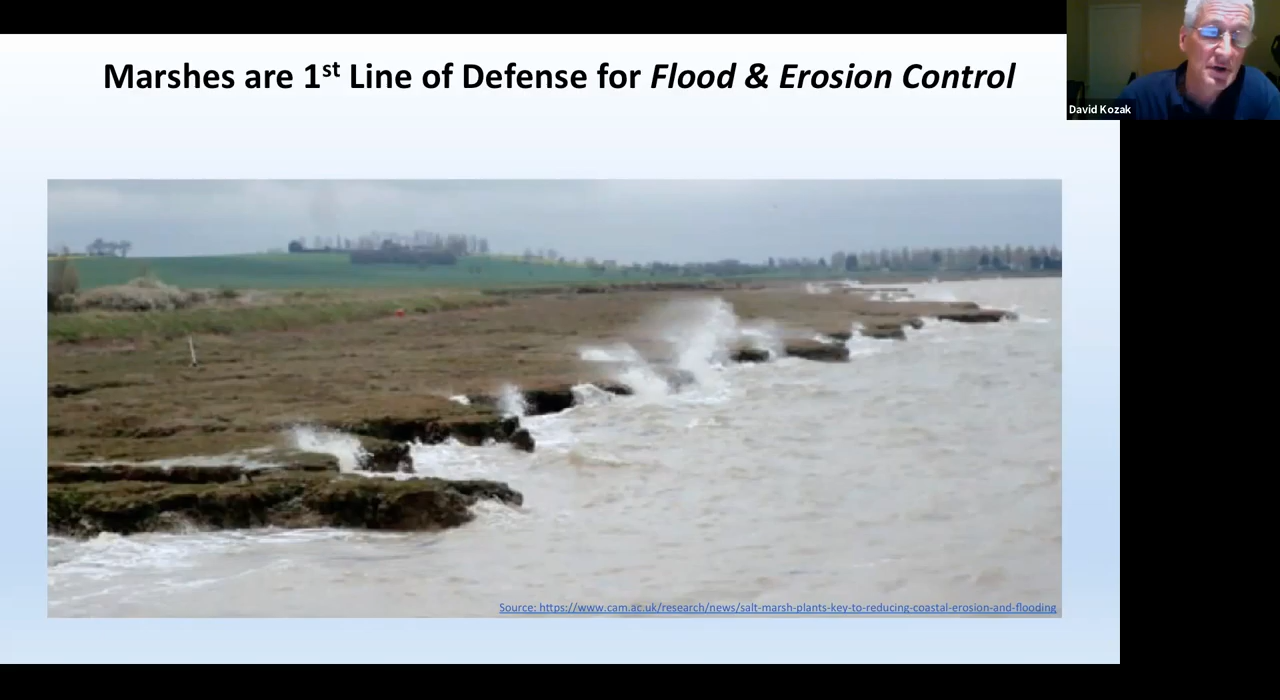 Marshes are 1st Line of Defense for Flood & Erosion Control
David Kozak
Source: https://www.cam.ac.uk/research/news/salt-marsh-plants-key-to-reducing-coastal-erosion-and-flooding